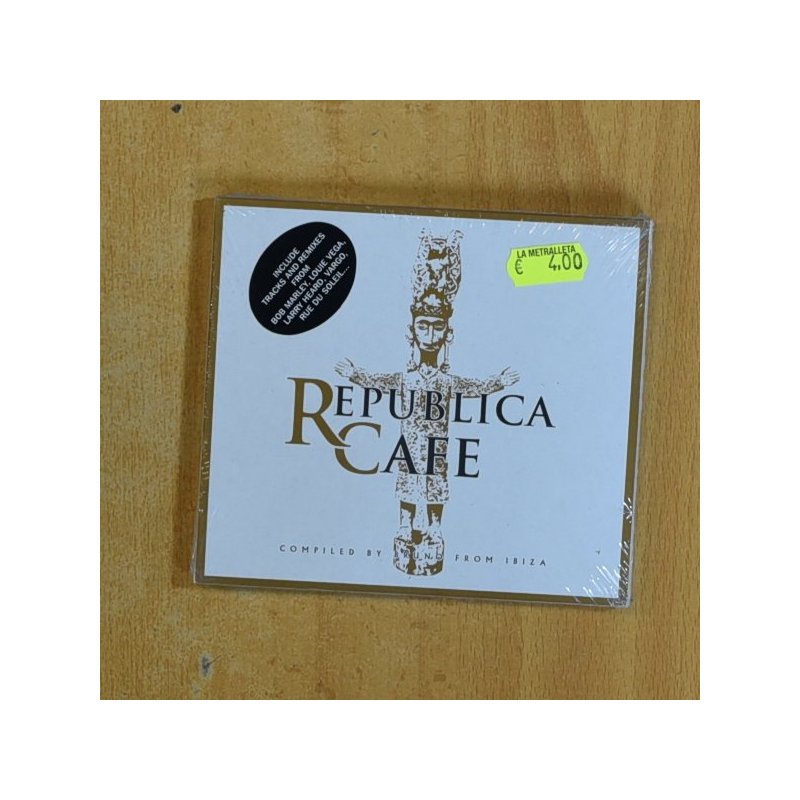 INCLUDE
TRACKS AND REMIXES
FROM
BOB MARLEY, LOUIE VEGA,
LARRY HEARD, VARGO,
RUE DU SOLEIL...
LA METRALLETA
€ 4,00
REPUBLICA
CAFE
COMPILED BY BRUNO FROM IBIZA